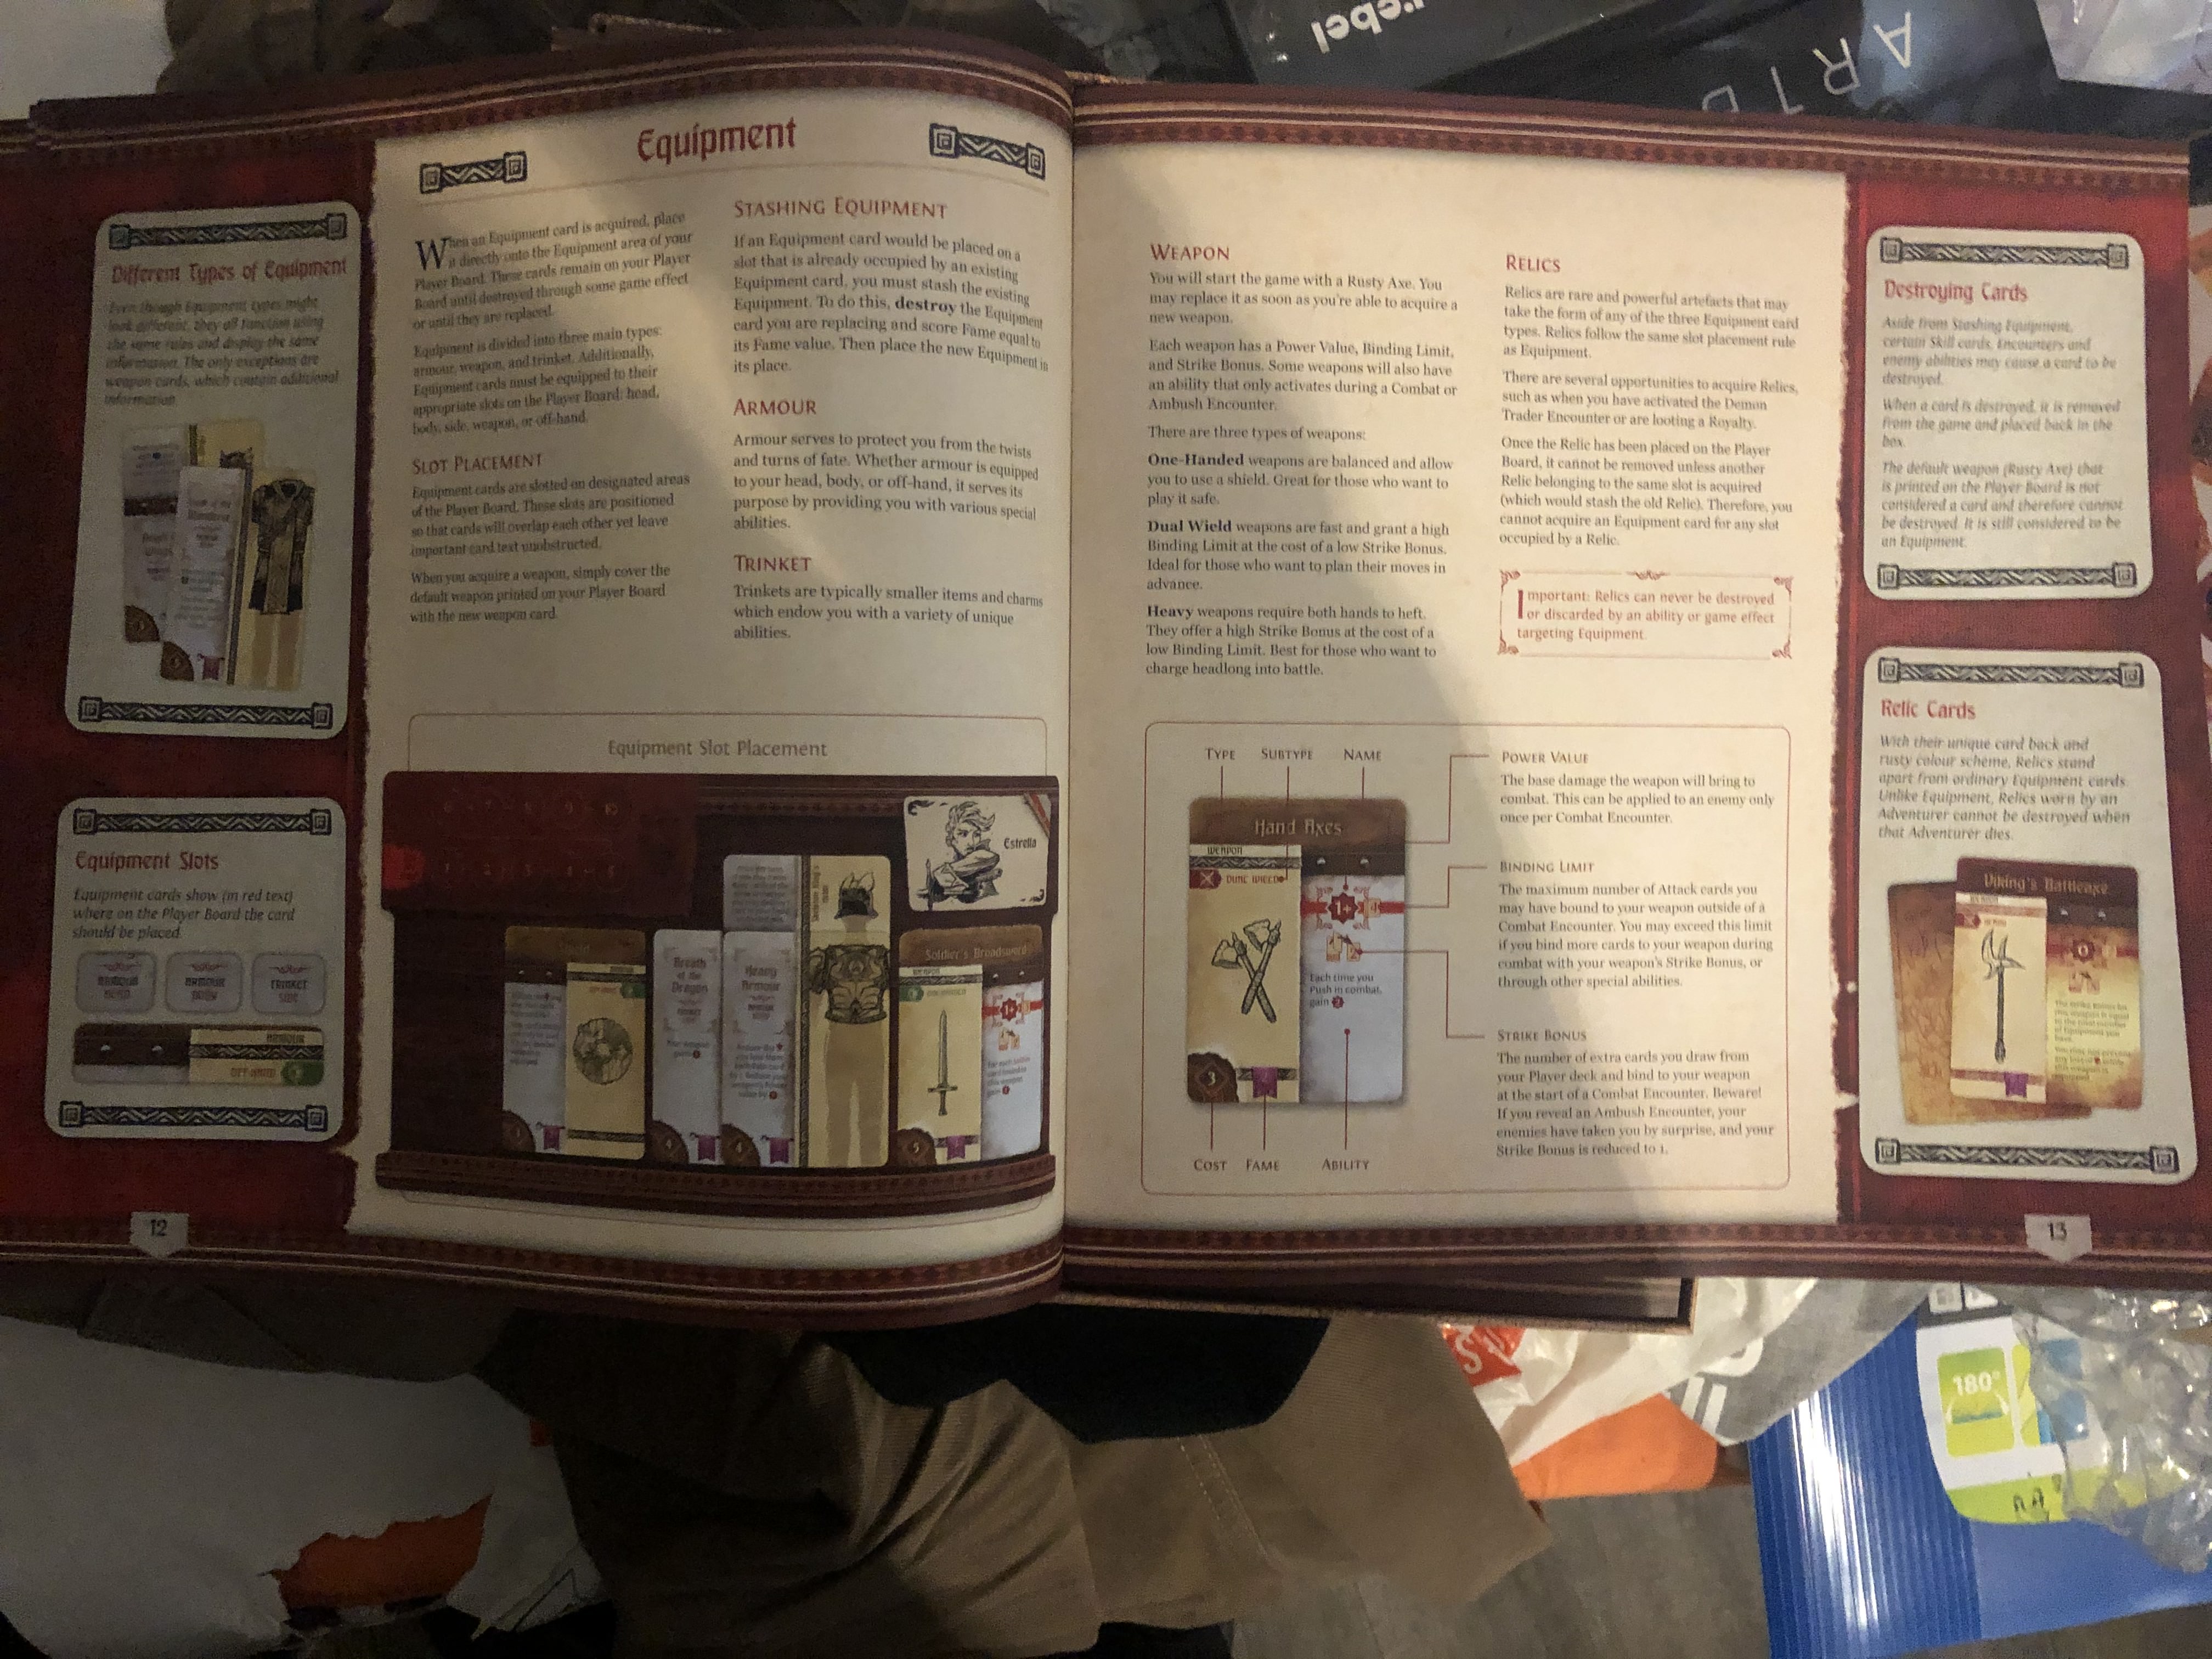 rebel
Equipment
Different Types of Equipment
Even though Equipment types might
look different, they all function using
the same rules and display the same
information. The only exceptions are
weapon cards, which contain additional
information.
Equipment Slots
Equipment cards show (in red text)
where on the Player Board the card
should be placed.
ARMOUR
HEAD
ARMOUR
BODY
TRINKET
SIDE
ARMOUR
OFF-HAND
12
When an Equipment card is acquired, place
it directly onto the Equipment area of your
Player Board. These cards remain on your Player
Board until destroyed through some game effect
or until they are replaced.
Equipment is divided into three main types:
armour, weapon, and trinket. Additionally,
Equipment cards must be equipped to their
appropriate slots on the Player Board: head,
body, side, weapon, or off-hand.
SLOT PLACEMENT
Equipment cards are slotted on designated areas
of the Player Board. These slots are positioned
so that cards will overlap each other yet leave
important card text unobstructed.
When you acquire a weapon, simply cover the
default weapon printed on your Player Board
with the new weapon card.
STASHING EQUIPMENT
If an Equipment card would be placed on a
slot that is already occupied by an existing
Equipment card, you must stash the existing
Equipment. To do this, destroy the Equipment
card you are replacing and score Fame equal to
its Fame value. Then place the new Equipment in
its place.
ARMOUR
Armour serves to protect you from the twists
and turns of fate. Whether armour is equipped
to your head, body, or off-hand, it serves its
purpose by providing you with various special
abilities.
TRINKET
Trinkets are typically smaller items and charms
which endow you with a variety of unique
abilities.
Equipment Slot Placement
Estrella
Breath
of the
Dragon
Heavy
Armour
Soldier's Broadsword
WEAPON
WEAPON
You will start the game with a Rusty Axe. You
may replace it as soon as you're able to acquire a
new weapon.
Each weapon has a Power Value, Binding Limit,
and Strike Bonus. Some weapons will also have
an ability that only activates during a Combat or
Ambush Encounter.
There are three types of weapons:
One-Handed weapons are balanced and allow
you to use a shield. Great for those who want to
play it safe.
Dual Wield weapons are fast and grant a high
Binding Limit at the cost of a low Strike Bonus.
Ideal for those who want to plan their moves in
advance.
Heavy weapons require both hands to heft.
They offer a high Strike Bonus at the cost of a
low Binding Limit. Best for those who want to
charge headlong into battle.
RELICS
Relics are rare and powerful artefacts that may
take the form of any of the three Equipment card
types. Relics follow the same slot placement rule
as Equipment.
There are several opportunities to acquire Relics,
such as when you have activated the Demon
Trader Encounter or are looting a Royalty.
Once the Relic has been placed on the Player
Board, it cannot be removed unless another
Relic belonging to the same slot is acquired
(which would stash the old Relic). Therefore, you
cannot acquire an Equipment card for any slot
occupied by a Relic.
Important: Relics can never be destroyed
or discarded by an ability or game effect
targeting Equipment.
TYPE SUBTYPE NAME
Hand Axes
WEAPON
DUAL WIELD
1+
Each time you
Push in combat,
gain 2
3
COST FAME ABILITY
POWER VALUE
The base damage the weapon will bring to
combat. This can be applied to an enemy only
once per Combat Encounter.
BINDING LIMIT
The maximum number of Attack cards you
may have bound to your weapon outside of a
Combat Encounter. You may exceed this limit
if you bind more cards to your weapon during
combat with your weapon's Strike Bonus, or
through other special abilities.
STRIKE BONUS
The number of extra cards you draw from
your Player deck and bind to your weapon
at the start of a Combat Encounter. Beware!
If you reveal an Ambush Encounter, your
enemies have taken you by surprise, and your
Strike Bonus is reduced to 1.
Destroying Cards
Aside from Stashing Equipment,
certain Skill cards, Encounters and
enemy abilities may cause a card to be
destroyed.
When a card is destroyed, it is removed
from the game and placed back in the
box.
The default weapon (Rusty Axe) that
is printed on the Player Board is not
considered a card and therefore cannot
be destroyed. It is still considered to be
an Equipment.
Relic Cards
With their unique card back and
rusty colour scheme, Relics stand
apart from ordinary Equipment cards.
Unlike Equipment, Relics worn by an
Adventurer cannot be destroyed when
that Adventurer dies.
Viking's Battleaxe
13
180°